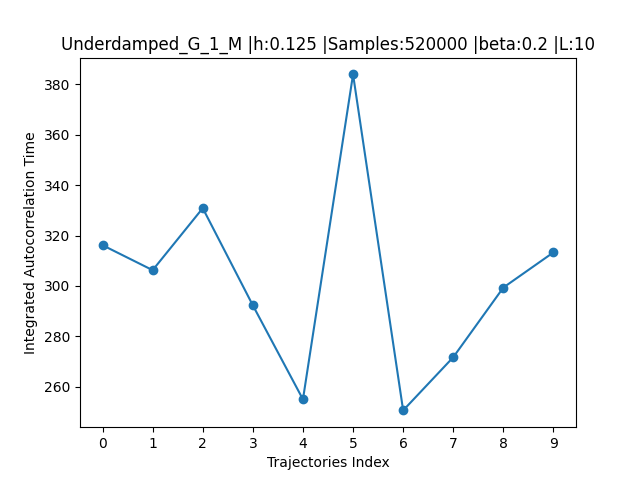 Underdamped_G_1_M |h:0.125 |Samples:520000 |beta:0.2 |L:10
380
360
340
320
300
280
260
Integrated Autocorrelation Time
0 1 2 3 4 5 6 7 8 9
Trajectories Index